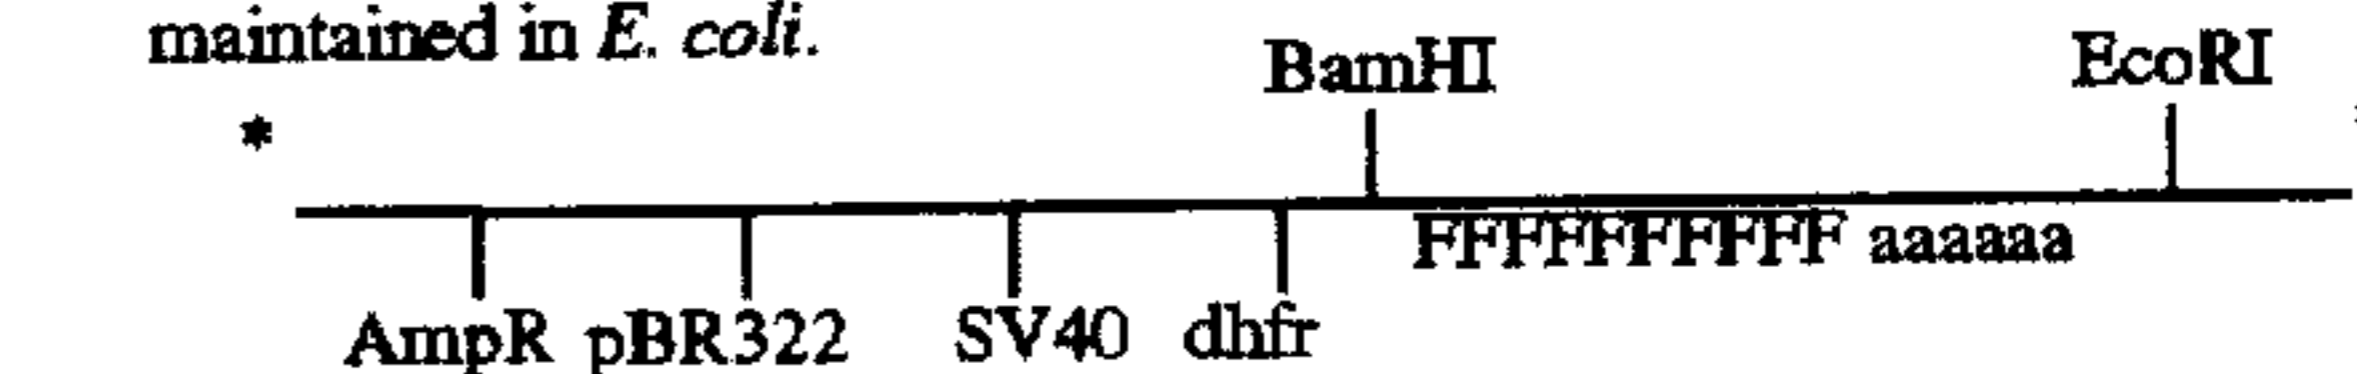 maintained in E. coli.
BamHI EcoRI
*
FFFFFFFFFF aaaaaa
AmpR pBR322 SV40 dhfr